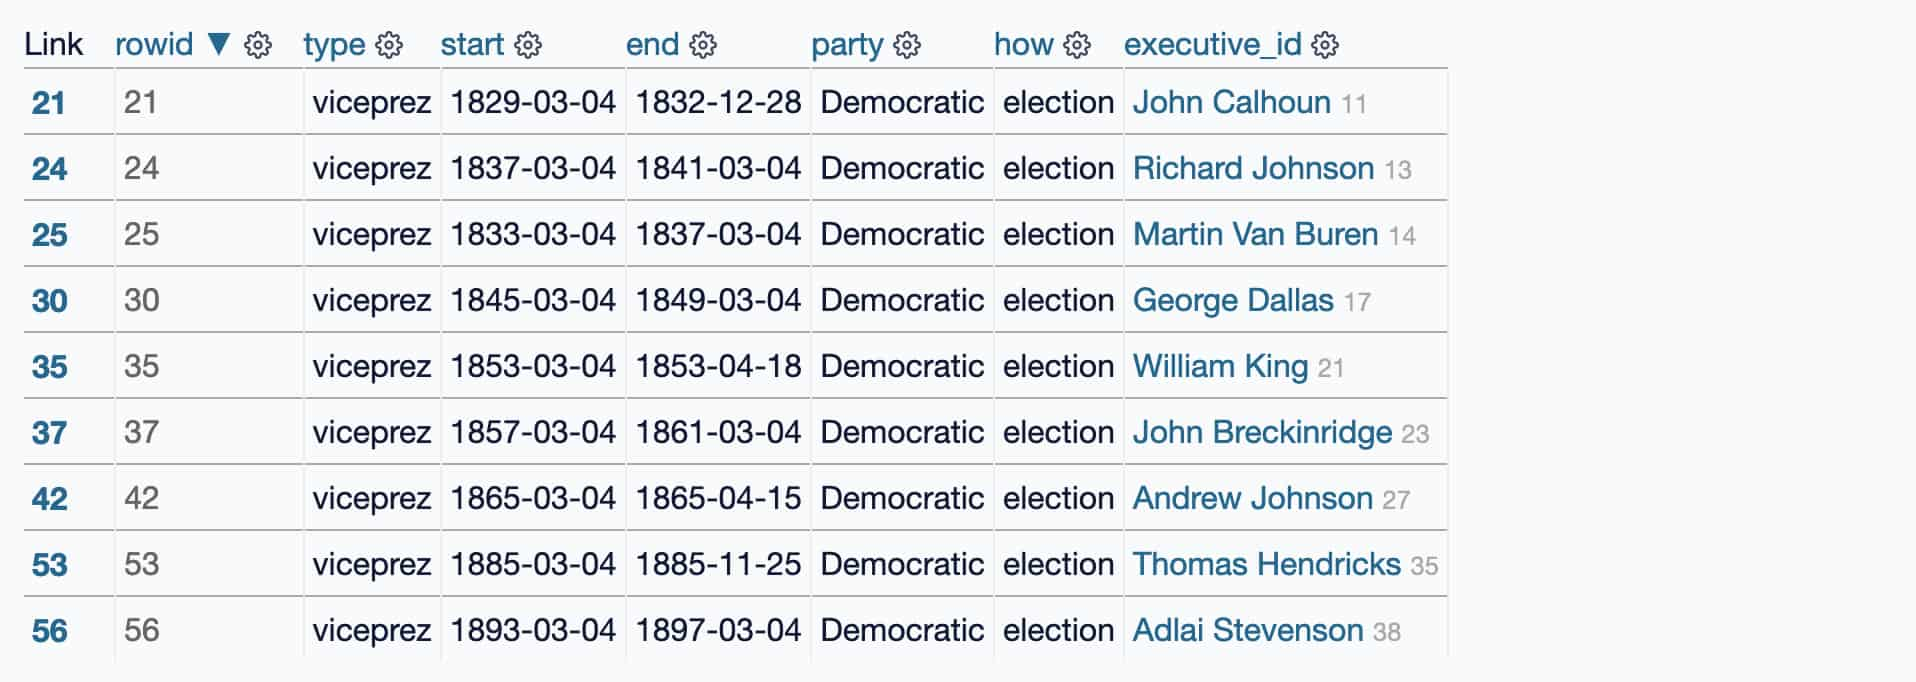 Link rowid ▼ type start end party how executive_id
21 21 viceprez 1829-03-04 1832-12-28 Democratic election John Calhoun 11
24 24 viceprez 1837-03-04 1841-03-04 Democratic election Richard Johnson 13
25 25 viceprez 1833-03-04 1837-03-04 Democratic election Martin Van Buren 14
30 30 viceprez 1845-03-04 1849-03-04 Democratic election George Dallas 17
35 35 viceprez 1853-03-04 1853-04-18 Democratic election William King 21
37 37 viceprez 1857-03-04 1861-03-04 Democratic election John Breckinridge 23
42 42 viceprez 1865-03-04 1865-04-15 Democratic election Andrew Johnson 27
53 53 viceprez 1885-03-04 1885-11-25 Democratic election Thomas Hendricks 35
56 56 viceprez 1893-03-04 1897-03-04 Democratic election Adlai Stevenson 38